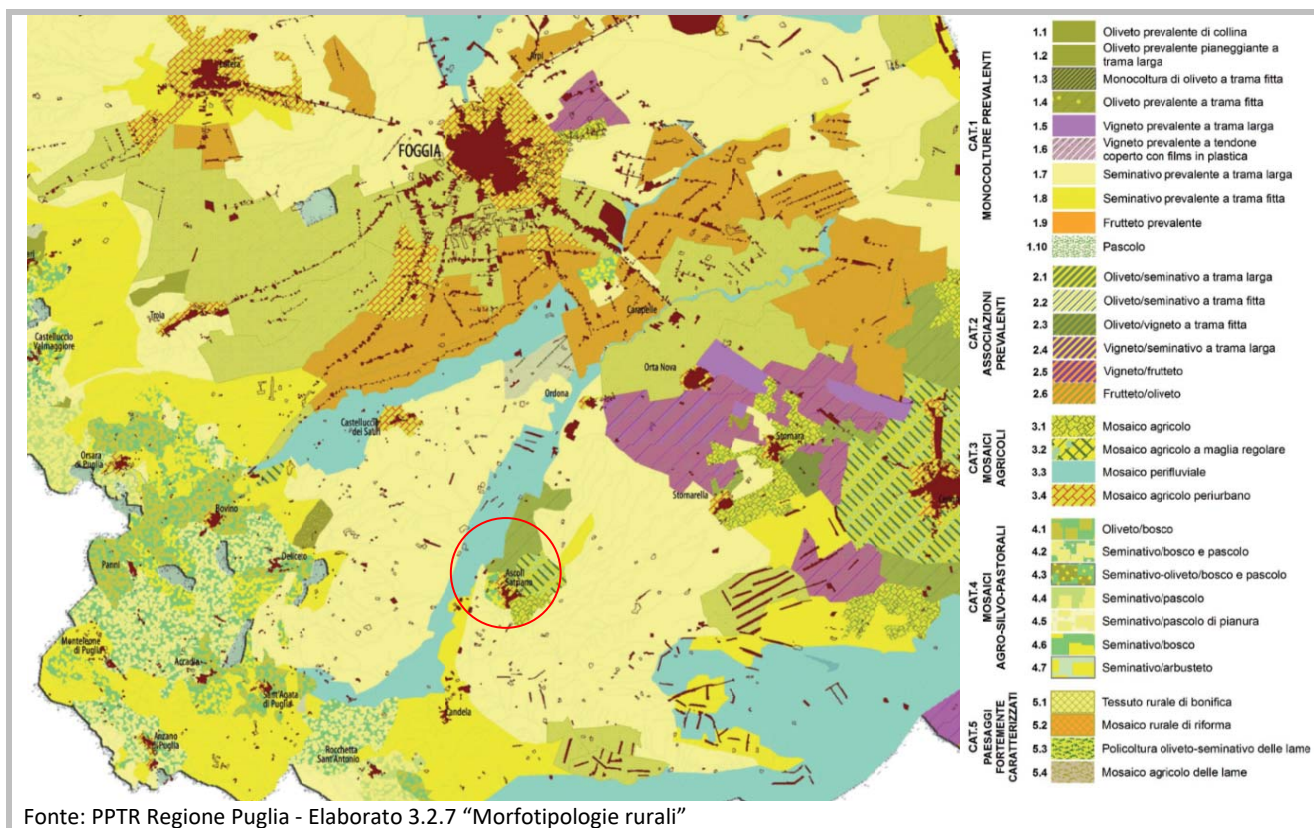 Lucera
Arpi
FOGGIA
Troia
Castelluccio
Valmaggiore
Carapelle
Orta Nova
Ordona
Castelluccio
dei Sauri
Orsara
di Puglia
Stornara
Bovino
Stornarella
Panni
Deliceto
Ascoli
Satriano
Monteleone
di Puglia
Accadia
Sant'Agata
di Puglia
Candela
Anzano
di Puglia
Rocchetta
Sant'Antonio
CAT.1
MONOCOLTURE PREVALENTI
1.1 Oliveto prevalente di collina
1.2 Oliveto prevalente pianeggiante a
trama larga
1.3 Monocoltura di oliveto a trama fitta
1.4 Oliveto prevalente a trama fitta
1.5 Vigneto prevalente a trama larga
1.6 Vigneto prevalente a tendone
coperto con films in plastica
1.7 Seminativo prevalente a trama larga
1.8 Seminativo prevalente a trama fitta
1.9 Frutteto prevalente
1.10 Pascolo
CAT.2
ASSOCIAZIONI
PREVALENTI
2.1 Oliveto/seminativo a trama larga
2.2 Oliveto/seminativo a trama fitta
2.3 Oliveto/vigneto a trama fitta
2.4 Vigneto/seminativo a trama larga
2.5 Vigneto/frutteto
2.6 Frutteto/oliveto
CAT.3
MOSAICI
AGRICOLI
3.1 Mosaico agricolo
3.2 Mosaico agricolo a maglia regolare
3.3 Mosaico perifluviale
3.4 Mosaico agricolo periurbano
CAT.4
MOSAICI
AGRO-SILVO-PASTORALI
4.1 Oliveto/bosco
4.2 Seminativo/bosco e pascolo
4.3 Seminativo-oliveto/bosco e pascolo
4.4 Seminativo/pascolo
4.5 Seminativo/pascolo di pianura
4.6 Seminativo/bosco
4.7 Seminativo/arbusteto
CAT.5
PAESAGGI
FORTEMENTE
CARATTERIZZATI
5.1 Tessuto rurale di bonifica
5.2 Mosaico rurale di riforma
5.3 Policoltura oliveto-seminativo delle lame
5.4 Mosaico agricolo delle lame
Fonte: PPTR Regione Puglia - Elaborato 3.2.7 “Morfotipologie rurali”